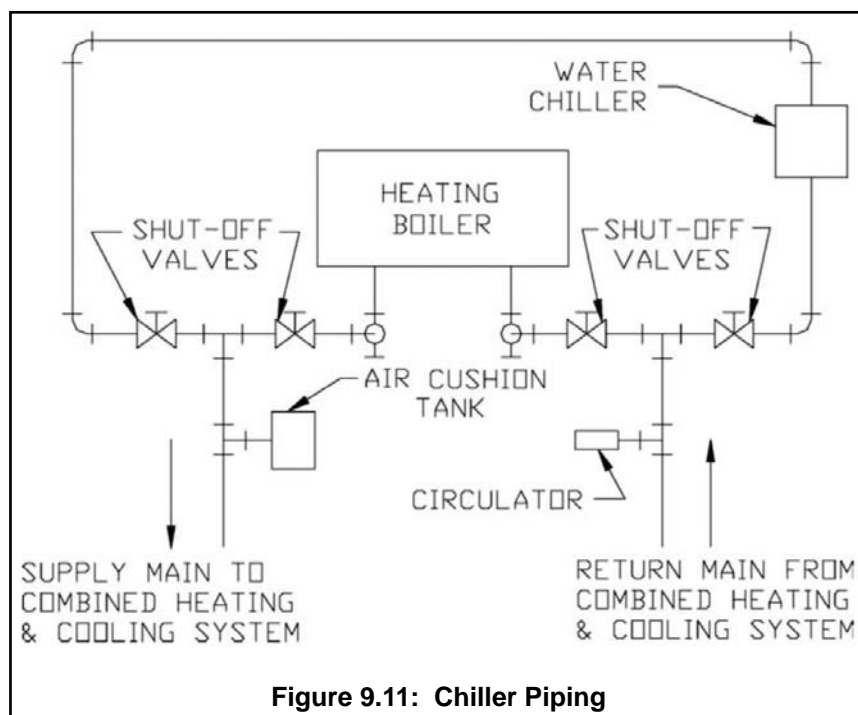 WATER
CHILLER
HEATING
BOILER
SHUT-OFF
VALVES
SHUT-OFF
VALVES
AIR CUSHION
TANK
CIRCULATOR
SUPPLY MAIN TO
COMBINED HEATING
& COOLING SYSTEM
RETURN MAIN FROM
COMBINED HEATING
& COOLING SYSTEM
Figure 9.11: Chiller Piping